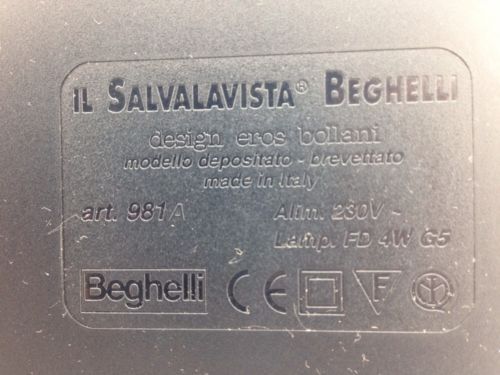 IL SALVALAVISTA® BEGHELLI
design eros bollani
modello depositato - brevettato
made in Italy
art. 981A Alim. 230V ~
Lamp. FD 4W G5
Beghelli CE F